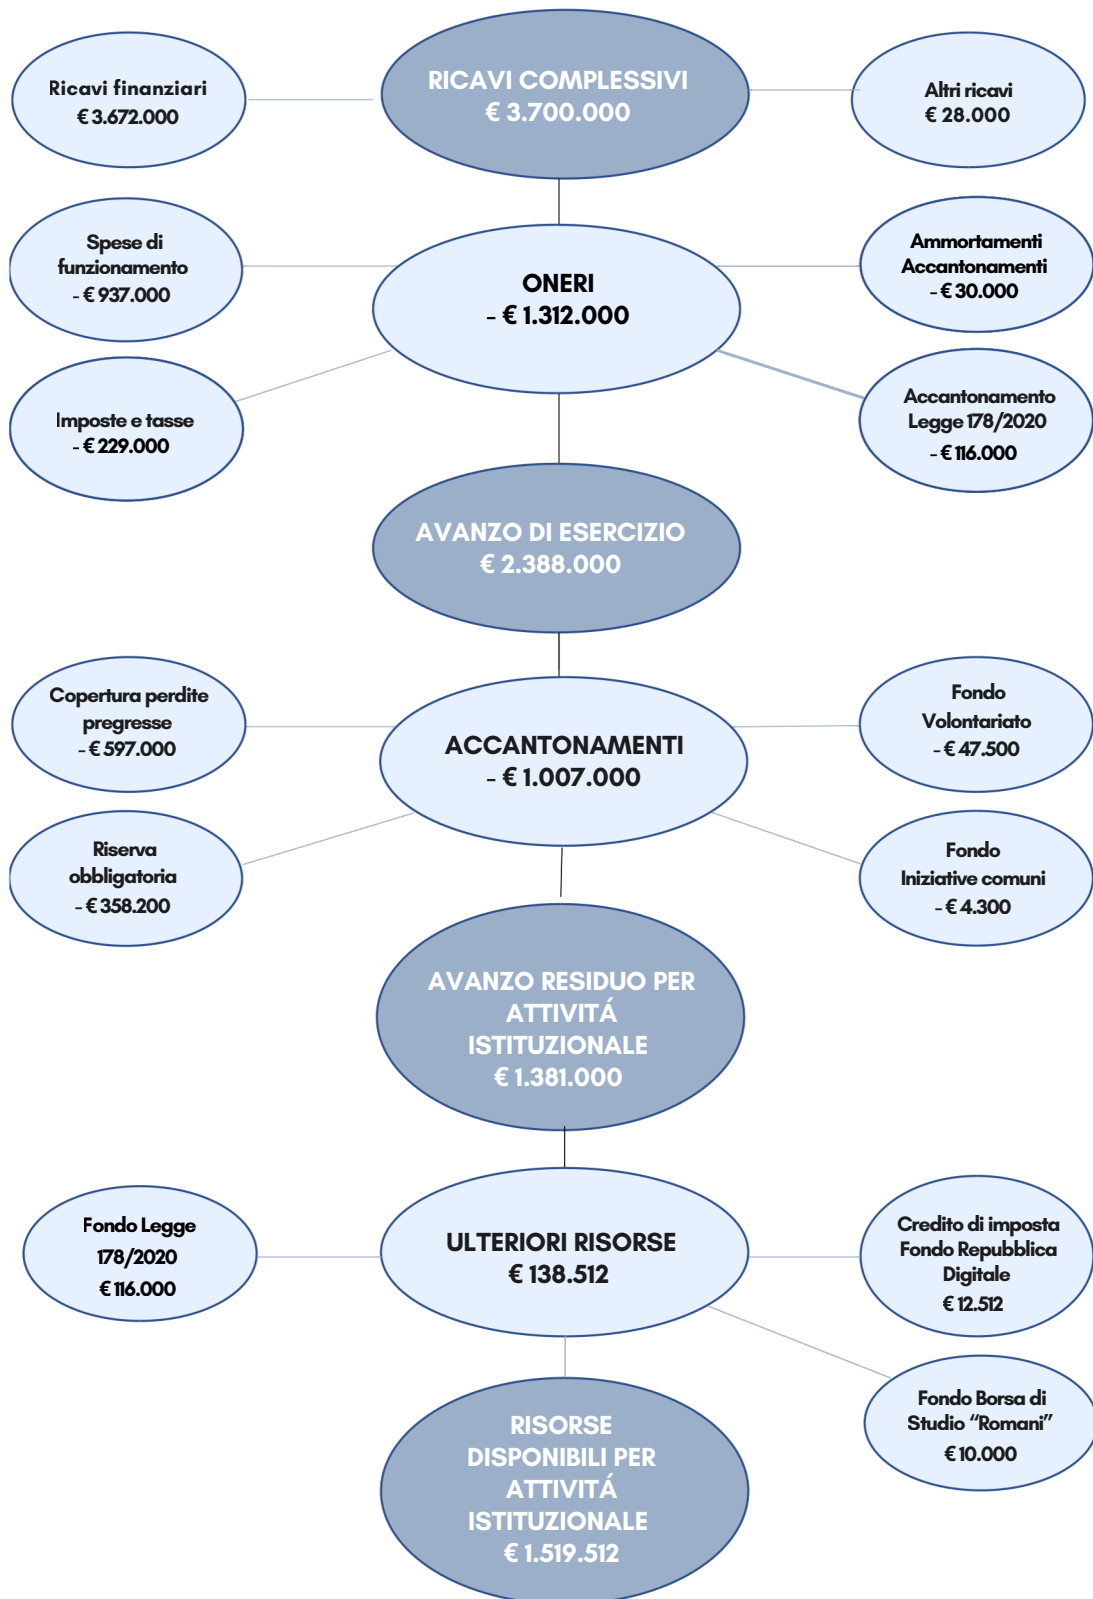 Ricavi finanziari
€ 3.672.000
RICAVI COMPLESSIVI
€ 3.700.000
Altri ricavi
€ 28.000
Spese di
funzionamento
- € 937.000
ONERI
- € 1.312.000
Ammortamenti
Accantonamenti
- € 30.000
Imposte e tasse
- € 229.000
Accantonamento
Legge 178/2020
- € 116.000
AVANZO DI ESERCIZIO
€ 2.388.000
Copertura perdite
pregresse
- € 597.000
ACCANTONAMENTI
- € 1.007.000
Fondo
Volontariato
- € 47.500
Riserva
obbligatoria
- € 358.200
Fondo
Iniziative comuni
- € 4.300
AVANZO RESIDUO PER
ATTIVITÁ
ISTITUZIONALE
€ 1.381.000
Fondo Legge
178/2020
€ 116.000
ULTERIORI RISORSE
€ 138.512
Credito di imposta
Fondo Repubblica
Digitale
€ 12.512
Fondo Borsa di
Studio “Romani”
€ 10.000
RISORSE
DISPONIBILI PER
ATTIVITÁ
ISTITUZIONALE
€ 1.519.512